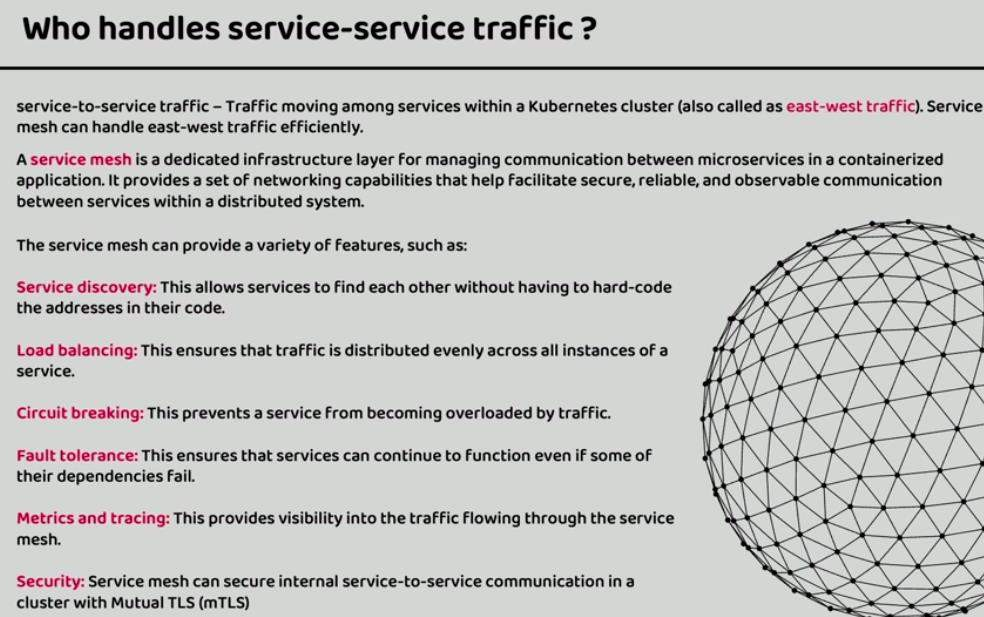 Who handles service-service traffic ?
service-to-service traffic – Traffic moving among services within a Kubernetes cluster (also called as east-west traffic). Service
mesh can handle east-west traffic efficiently.
A service mesh is a dedicated infrastructure layer for managing communication between microservices in a containerized
application. It provides a set of networking capabilities that help facilitate secure, reliable, and observable communication
between services within a distributed system.
The service mesh can provide a variety of features, such as:
Service discovery: This allows services to find each other without having to hard-code
the addresses in their code.
Load balancing: This ensures that traffic is distributed evenly across all instances of a
service.
Circuit breaking: This prevents a service from becoming overloaded by traffic.
Fault tolerance: This ensures that services can continue to function even if some of
their dependencies fail.
Metrics and tracing: This provides visibility into the traffic flowing through the service
mesh.
Security: Service mesh can secure internal service-to-service communication in a
cluster with Mutual TLS (mTLS)